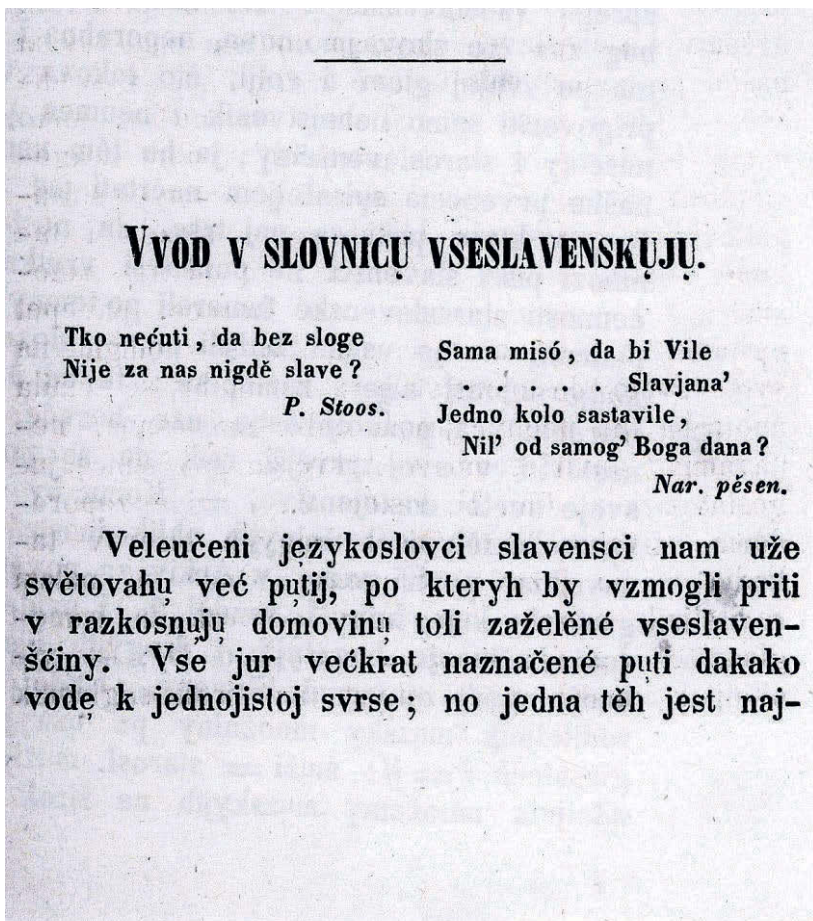 VVOD V SLOVNICŲ VSESLAVENSKŲJŲ.
Tko nećuti, da bez sloge
Nije za nas nigdě slave?
P. Stoos.
Sama misó, da bi Vile
. . . . . Slavjana’
Jedno kolo sastavile,
Nil’ od samog’ Boga dana?
Nar. pěsen.
Veleučeni językoslovci slavensci nam uže
světovahų već pųtij, po kteryh by vzmogli priti
v razkosnųjų domovinų toli zaželěné vseslaven-
šćiny. Vse jur većkrat naznačené pųti dakako
vodę k jednojistoj svrse; no jedna těh jest naj-